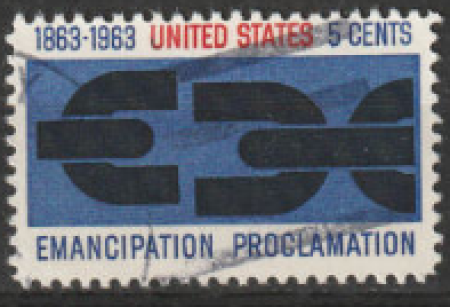 1863-1963 UNITED STATES 5 CENTS
EMANCIPATION PROCLAMATION